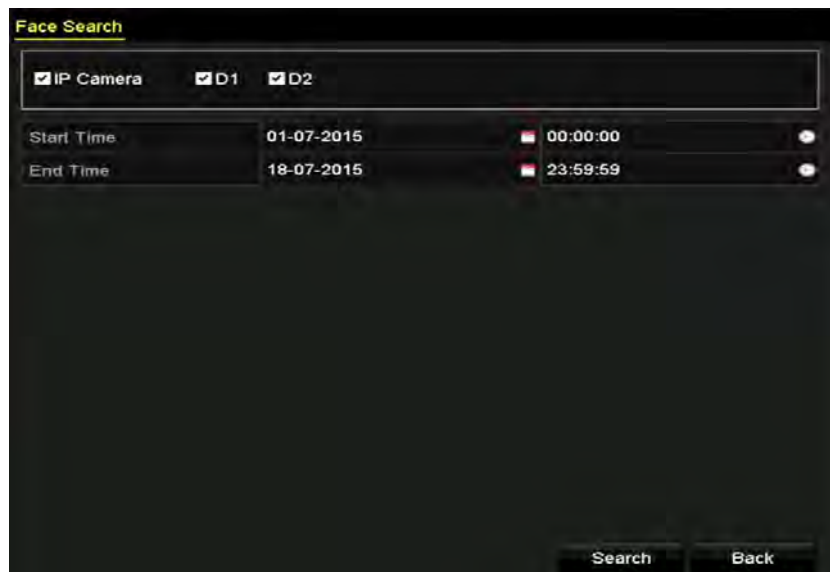 Face Search
IP Camera D1 D2
Start Time 01-07-2015 00:00:00
End Time 18-07-2015 23:59:59
Search Back